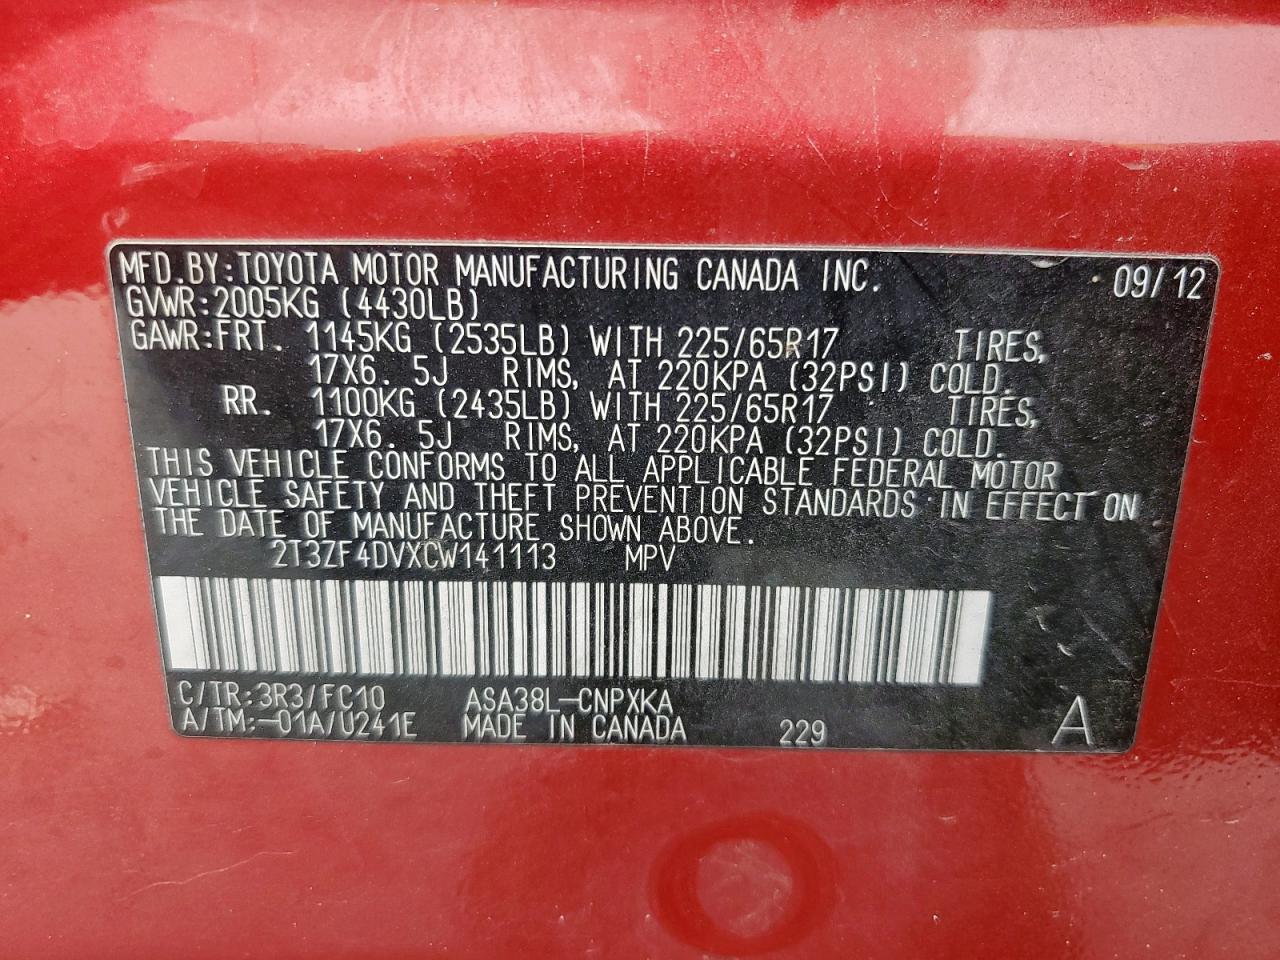 MFD.BY:TOYOTA MOTOR MANUFACTURING CANADA INC. 09/12
GVWR:2005KG (4430LB)
GAWR:FRT. 1145KG (2535LB) WITH 225/65R17 TIRES,
17X6. 5J RIMS, AT 220KPA (32PSI) COLD.
RR. 1100KG (2435LB) WITH 225/65R17 TIRES,
17X6. 5J RIMS, AT 220KPA (32PSI) COLD.
THIS VEHICLE CONFORMS TO ALL APPLICABLE FEDERAL MOTOR
VEHICLE SAFETY AND THEFT PREVENTION STANDARDS IN EFFECT ON
THE DATE OF MANUFACTURE SHOWN ABOVE.
2T3ZF4DVXCW141113 MPV
C/TR:3R3/FC10 ASA38L-CNPXKA
A/TM:-01A/U241E MADE IN CANADA 229 A